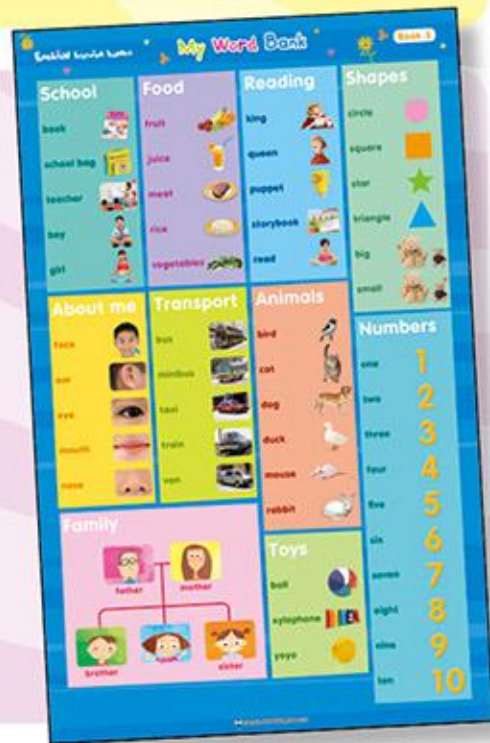 My Word Bank
Book
School
book
school bag
teacher
boy
girl
Food
fruit
juice
meat
rice
vegetables
Reading
king
queen
puppet
storybook
read
Shapes
circle
square
star
triangle
big
small
About me
face
ear
eye
mouth
nose
Transport
bus
minibus
taxi
train
van
Animals
bird
cat
dog
duck
mouse
rabbit
Numbers
one 1
two 2
three 3
four 4
five 5
six 6
seven 7
eight 8
nine 9
ten 10
Family
father
mother
brother
sister
Toys
ball
xylophone
yoyo